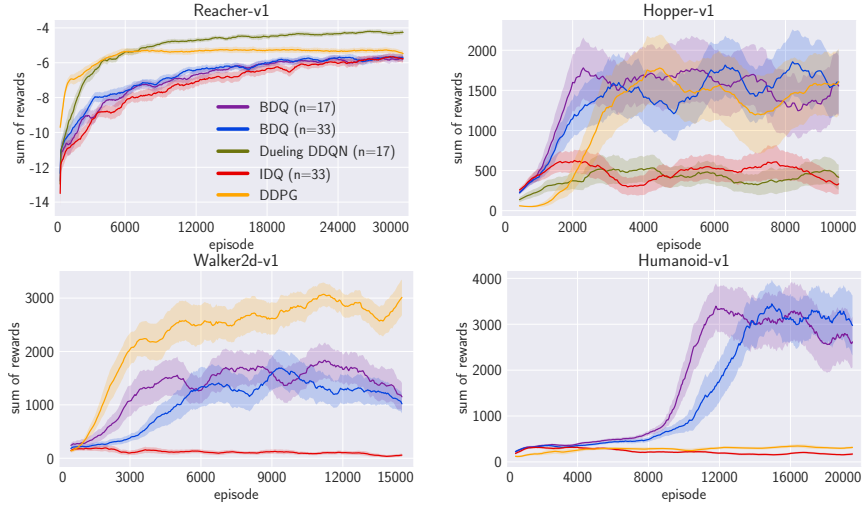 Reacher-v1
sum of rewards
-4
-6
-8
-10
-12
-14
BDQ (n=17)
BDQ (n=33)
Dueling DDQN (n=17)
IDQ (n=33)
DDPG
0 6000 12000 18000 24000 30000
episode
Hopper-v1
sum of rewards
2000
1500
1000
500
0
0 2000 4000 6000 8000 10000
episode
Walker2d-v1
sum of rewards
3000
2000
1000
0
0 3000 6000 9000 12000 15000
episode
Humanoid-v1
sum of rewards
4000
3000
2000
1000
0
0 4000 8000 12000 16000 20000
episode